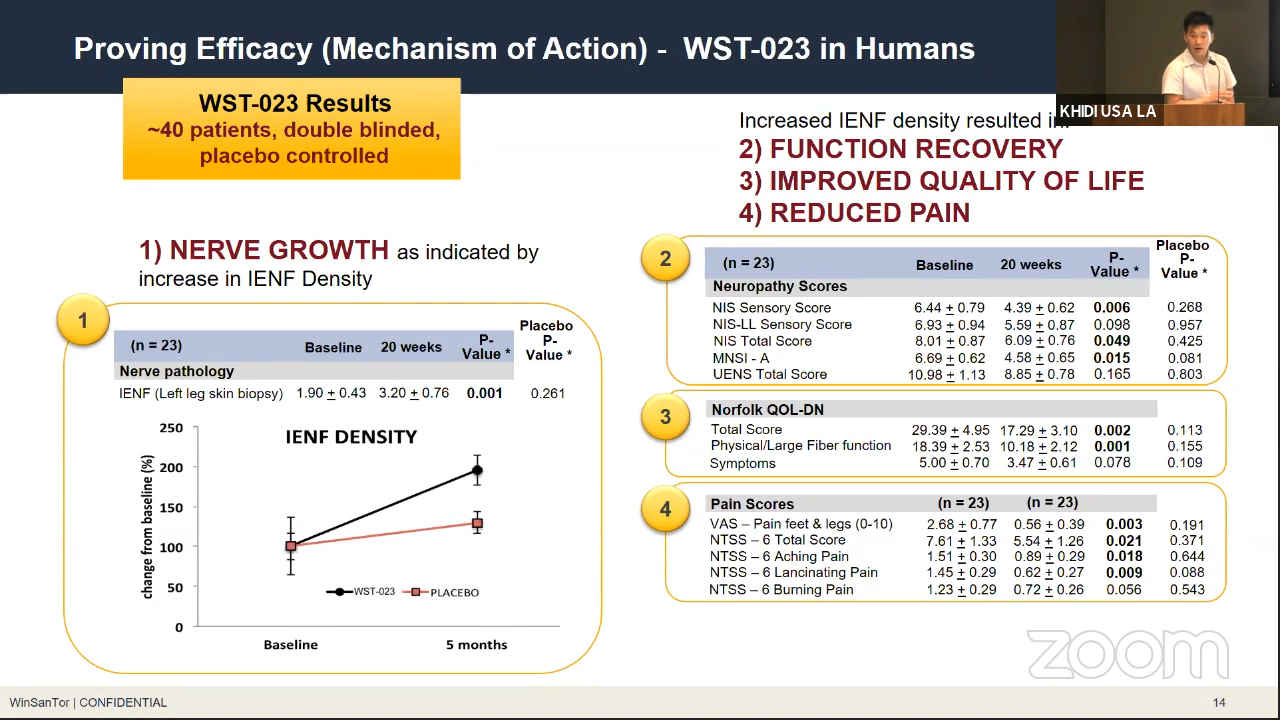 Proving Efficacy (Mechanism of Action) - WST-023 in Humans
KHIDI USA LA
WST-023 Results
~40 patients, double blinded,
placebo controlled
Increased IENF density resulted in
2) FUNCTION RECOVERY
3) IMPROVED QUALITY OF LIFE
4) REDUCED PAIN
1) NERVE GROWTH as indicated by
increase in IENF Density
1
Placebo
(n = 23) Baseline 20 weeks P-Value * P-Value *
Nerve pathology
IENF (Left leg skin biopsy) 1.90 ± 0.43 3.20 ± 0.76 0.001 0.261
IENF DENSITY
change from baseline (%)
250
200
150
100
50
0
WST-023 PLACEBO
Baseline 5 months
2
Placebo
(n = 23) Baseline 20 weeks P-Value * P-Value *
Neuropathy Scores
NIS Sensory Score 6.44 ± 0.79 4.39 ± 0.62 0.006 0.268
NIS-LL Sensory Score 6.93 ± 0.94 5.59 ± 0.87 0.098 0.957
NIS Total Score 8.01 ± 0.87 6.09 ± 0.76 0.049 0.425
MNSI - A 6.69 ± 0.62 4.58 ± 0.65 0.015 0.081
UENS Total Score 10.98 ± 1.13 8.85 ± 0.78 0.165 0.803
3
Norfolk QOL-DN
Total Score 29.39 ± 4.95 17.29 ± 3.10 0.002 0.113
Physical/Large Fiber function 18.39 ± 2.53 10.18 ± 2.12 0.001 0.155
Symptoms 5.00 ± 0.70 3.47 ± 0.61 0.078 0.109
4
Pain Scores (n = 23) (n = 23)
VAS – Pain feet & legs (0-10) 2.68 ± 0.77 0.56 ± 0.39 0.003 0.191
NTSS – 6 Total Score 7.61 ± 1.33 5.54 ± 1.26 0.021 0.371
NTSS – 6 Aching Pain 1.51 ± 0.30 0.89 ± 0.29 0.018 0.644
NTSS – 6 Lancinating Pain 1.45 ± 0.29 0.62 ± 0.27 0.009 0.088
NTSS – 6 Burning Pain 1.23 ± 0.29 0.72 ± 0.26 0.056 0.543
zoom
WinSanTor | CONFIDENTIAL
14